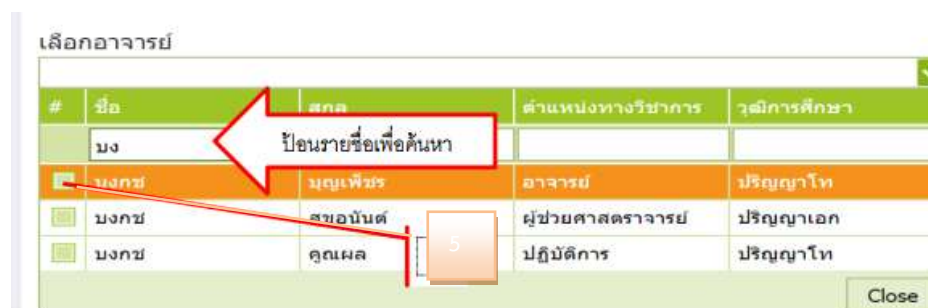 เลือกอาจารย์
# ชื่อ สกุล ตำแหน่งทางวิชาการ วุฒิการศึกษา
บง ป้อนรายชื่อเพื่อค้นหา
บงกช บุญเพ็ชร อาจารย์ ปริญญาโท
บงกช สุขอนันต์ ผู้ช่วยศาสตราจารย์ ปริญญาเอก
บงกช คูณผล ปฏิบัติการ ปริญญาโท
5
Close